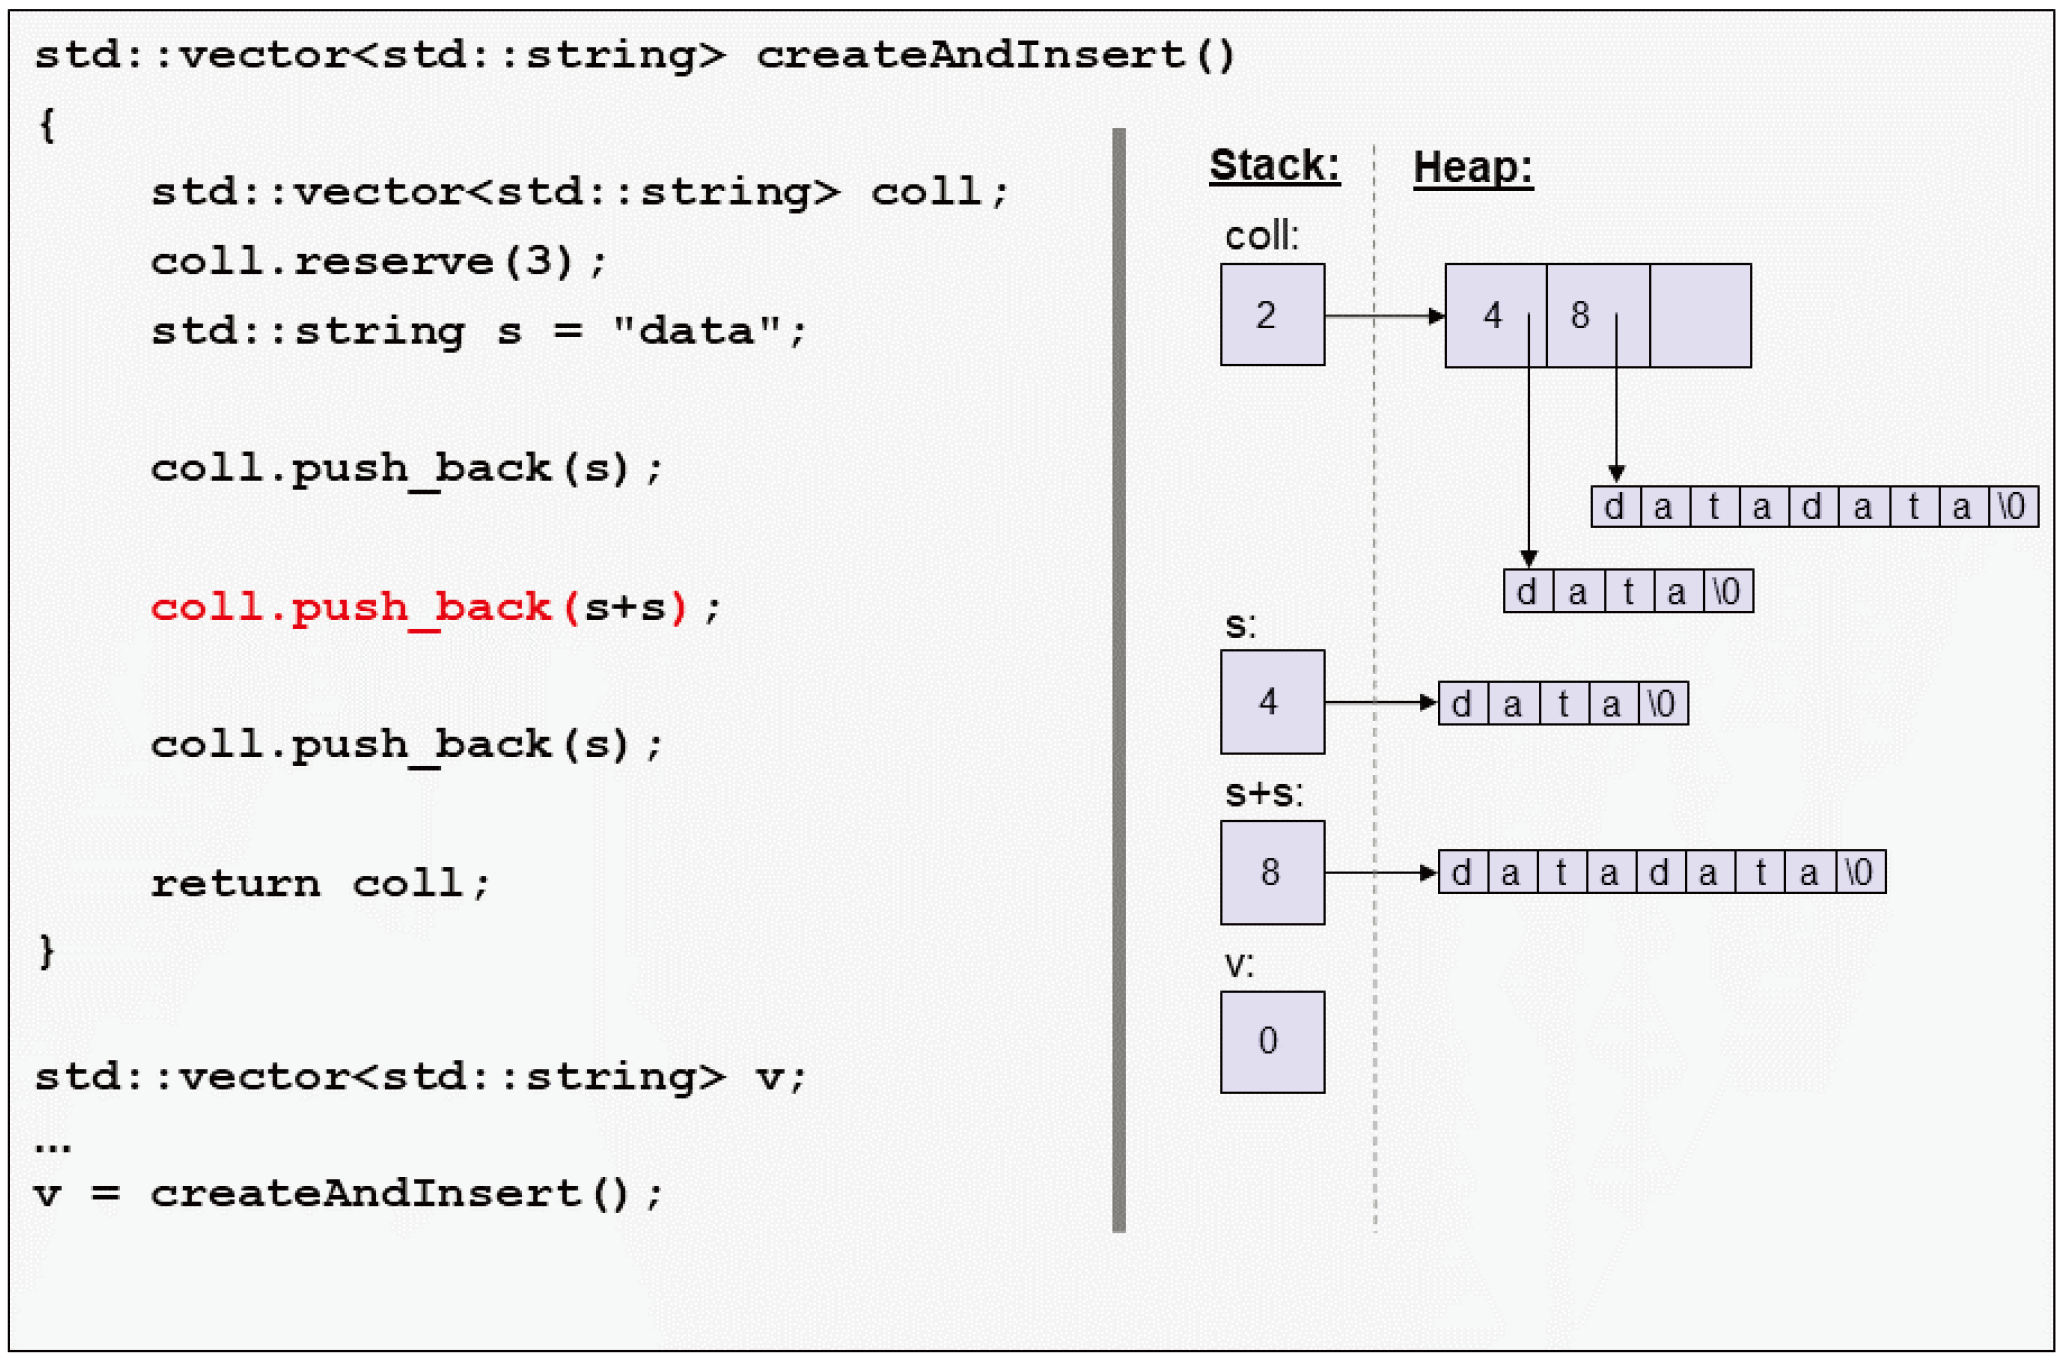 std::vector<std::string> createAndInsert()
{
std::vector<std::string> coll;
coll.reserve(3);
std::string s = "data";
coll.push_back(s);
coll.push_back(s+s);
coll.push_back(s);
return coll;
}
std::vector<std::string> v;
...
v = createAndInsert();
Stack: Heap:
coll:
2 4 8
d a t a d a t a \0
d a t a \0
s:
4 d a t a \0
s+s:
8 d a t a d a t a \0
v:
0